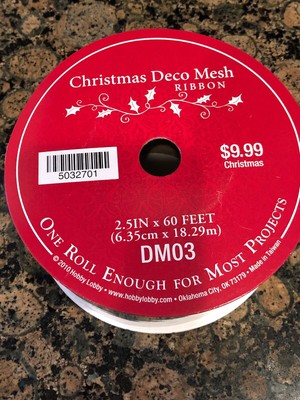 Christmas Deco Mesh
RIBBON
5032701
$9.99
Christmas
2.5IN x 60 FEET
(6.35cm x 18.29m)
DM03
ONE ROLL ENOUGH FOR MOST PROJECTS
© 2010 Hobby Lobby • www.hobbylobby.com • Oklahoma City, OK 73179 • Made in Taiwan